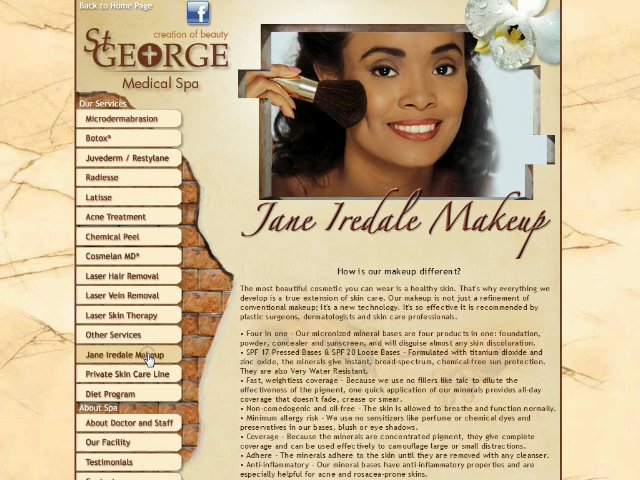 Back to Home Page
f
creation of beauty
St GEORGE
Medical Spa
Our Services
Microdermabrasion
Botox®
Juvederm / Restylane
Radiesse
Latisse
Acne Treatment
Chemical Peel
Cosmelan MD®
Laser Hair Removal
Laser Vein Removal
Laser Skin Therapy
Other Services
Jane Iredale Makeup
Private Skin Care Line
Diet Program
About Spa
About Doctor and Staff
Our Facility
Testimonials
Jane Iredale Makeup
How is our makeup different?
The most beautiful cosmetic you can wear is a healthy skin. That's why everything we
develop is a true extension of skin care. Our makeup is not just a refinement of
conventional makeup; it's a new technology. It's so effective it is recommended by
plastic surgeons, dermatologists and skin care professionals.
• Four in one - Our micronized mineral bases are four products in one: foundation,
powder, concealer and sunscreen, and will disguise almost any skin discoloration.
• SPF 17 Pressed Bases & SPF 20 Loose Bases - Formulated with titanium dioxide and
zinc oxide, the minerals give instant, broad-spectrum, chemical-free sun protection.
They are also Very Water Resistant.
• Fast, weightless coverage - Because we use no fillers like talc to dilute the
effectiveness of the pigment, one quick application of our minerals provides all-day
coverage that doesn't fade, crease or smear.
• Non-comedogenic and oil-free - The skin is allowed to breathe and function normally.
• Minimum allergy risk - We use no sensitizers like perfume or chemical dyes and
preservatives in our bases, blush or eye shadows.
• Coverage - Because the minerals are concentrated pigment, they give complete
coverage and can be used effectively to camouflage large or small distractions.
• Adhere - The minerals adhere to the skin until they are removed with any cleanser.
• Anti-inflammatory - Our mineral bases have anti-inflammatory properties and are
especially helpful for acne and rosacea-prone skins.